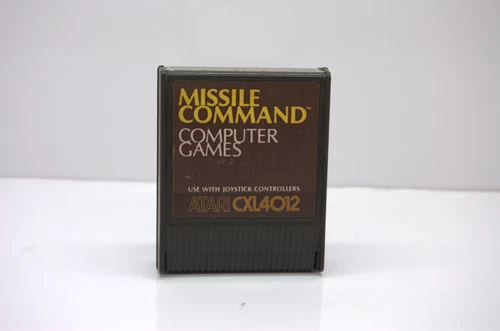 MISSILE
COMMAND™
COMPUTER
GAMES
USE WITH JOYSTICK CONTROLLERS
ATARI CXL4012